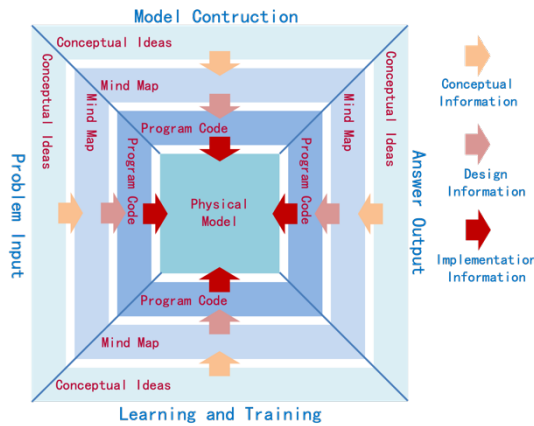 Model Contruction
Conceptual Ideas
Mind Map
Program Code
Problem Input
Conceptual Ideas
Mind Map
Program Code
Physical
Model
Program Code
Mind Map
Conceptual Ideas
Answer Output
Program Code
Mind Map
Conceptual Ideas
Learning and Training
Conceptual
Information
Design
Information
Implementation
Information